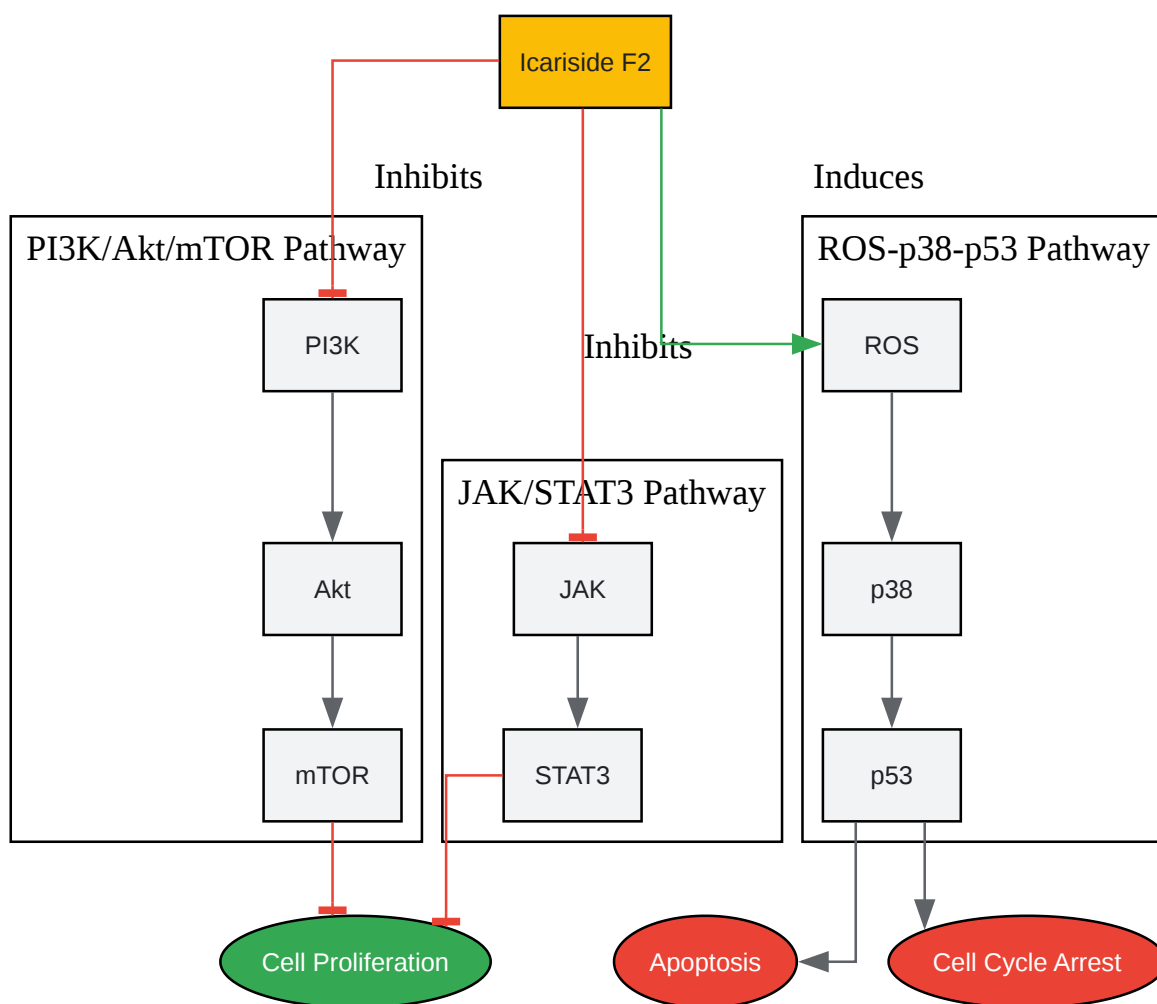 Icariside F2
Inhibits
Induces
PI3K/Akt/mTOR Pathway
ROS-p38-p53 Pathway
PI3K
Inhibits
ROS
JAK/STAT3 Pathway
Akt
JAK
p38
mTOR
STAT3
p53
Cell Proliferation
Apoptosis
Cell Cycle Arrest